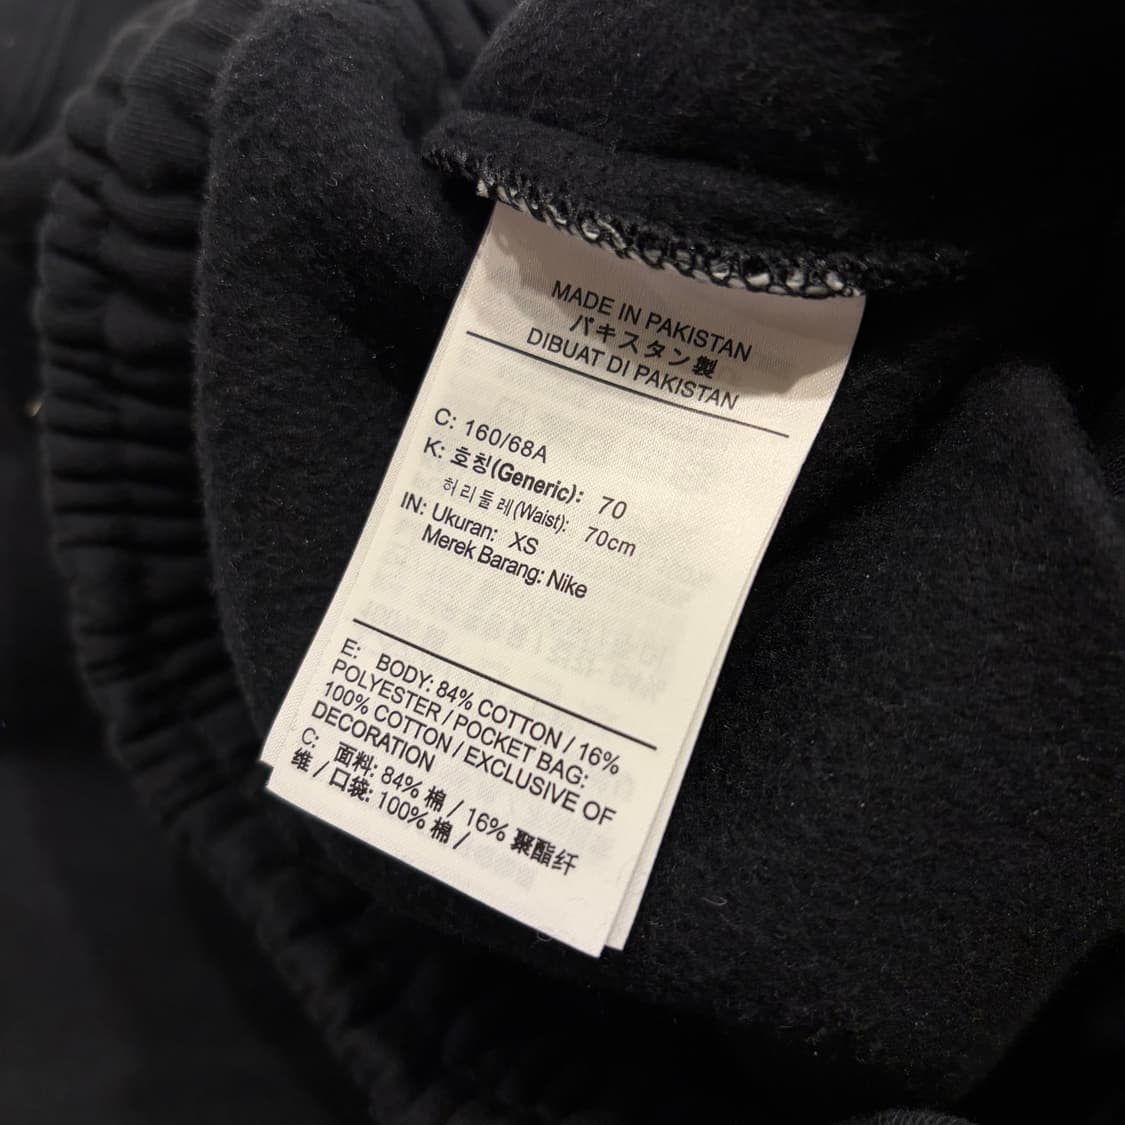 MADE IN PAKISTAN
パキスタン製
DIBUAT DI PAKISTAN
C: 160/68A
K: 호칭(Generic): 70
허리둘레(Waist): 70cm
IN: Ukuran: XS
Merek Barang: Nike
E: BODY: 84% COTTON / 16%
POLYESTER / POCKET BAG:
100% COTTON / EXCLUSIVE OF
DECORATION
C: 面料: 84% 棉 / 16% 聚酯纤
维 / 口袋: 100% 棉 /